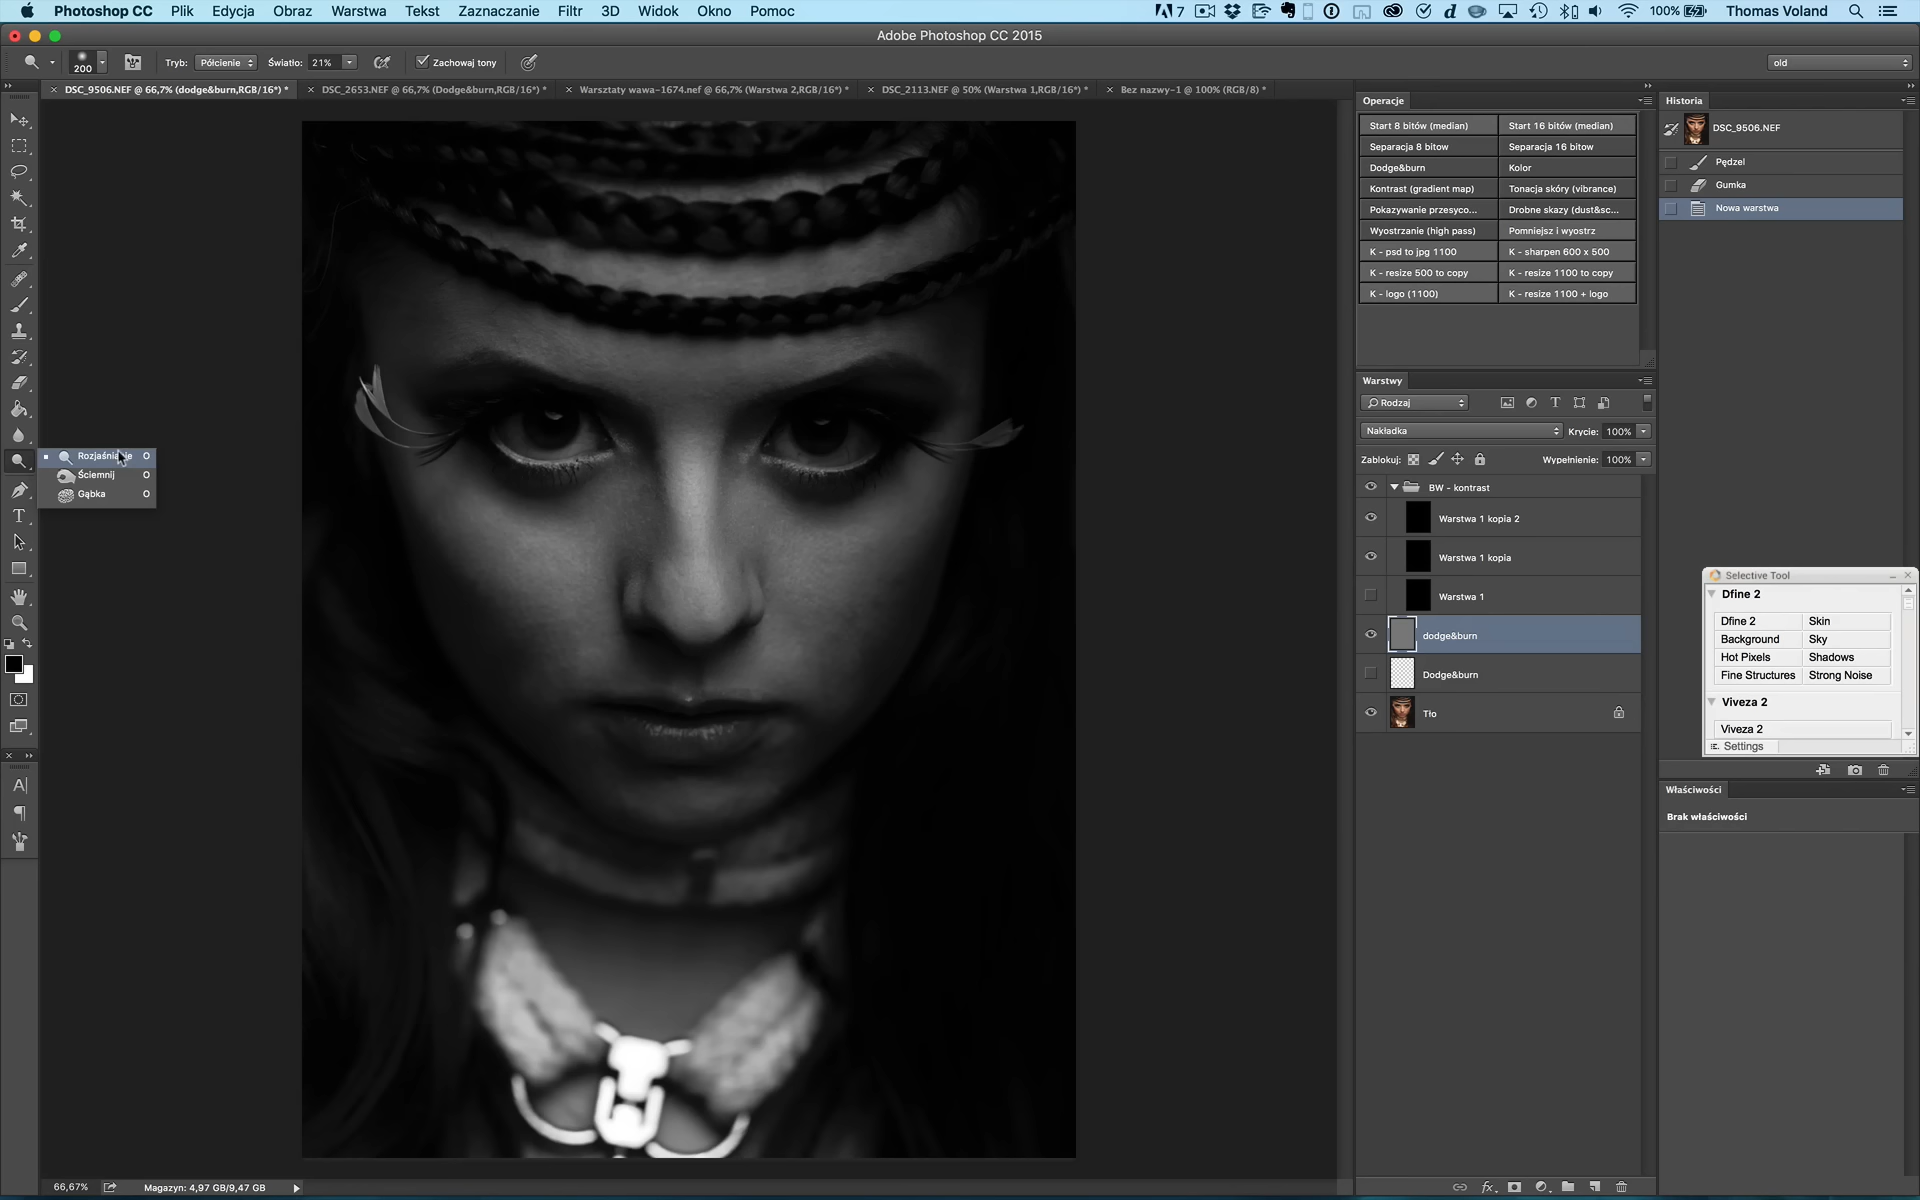 Photoshop CC Plik Edycja Obraz Warstwa Tekst Zaznaczanie Filtr 3D Widok Okno Pomoc 7 100% Thomas Voland
Adobe Photoshop CC 2015
200 Tryb: Półcienie Światło: 21% Zachowaj tony old
DSC_9506.NEF @ 66,7% (dodge&burn,RGB/16*) * DSC_2653.NEF @ 66,7% (Dodge&burn,RGB/16*) * Warsztaty wawa-1674.nef @ 66,7% (Warstwa 2,RGB/16*) * DSC_2113.NEF @ 50% (Warstwa 1,RGB/16*) * Bez nazwy-1 @ 100% (RGB/8) *
Operacje
Start 8 bitów (median) Start 16 bitów (median)
Separacja 8 bitow Separacja 16 bitow
Dodge&burn Kolor
Kontrast (gradient map) Tonacja skóry (vibrance)
Pokazywanie przesyco... Drobne skazy (dust&sc...
Wyostrzanie (high pass) Pomniejsz i wyostrz
K - psd to jpg 1100 K - sharpen 600 x 500
K - resize 500 to copy K - resize 1100 to copy
K - logo (1100) K - resize 1100 + logo
Historia
DSC_9506.NEF
Pędzel
Gumka
Nowa warstwa
Rozjaśnianie O
Ściemnij O
Gąbka O
Warstwy
Rodzaj
Nakładka Krycie: 100%
Zablokuj: Wypełnienie: 100%
BW - kontrast
Warstwa 1 kopia 2
Warstwa 1 kopia
Warstwa 1
dodge&burn
Dodge&burn
Tło
Selective Tool
Dfine 2
Dfine 2 Skin
Background Sky
Hot Pixels Shadows
Fine Structures Strong Noise
Viveza 2
Viveza 2
Settings
Właściwości
Brak właściwości
66,67% Magazyn: 4,97 GB/9,47 GB